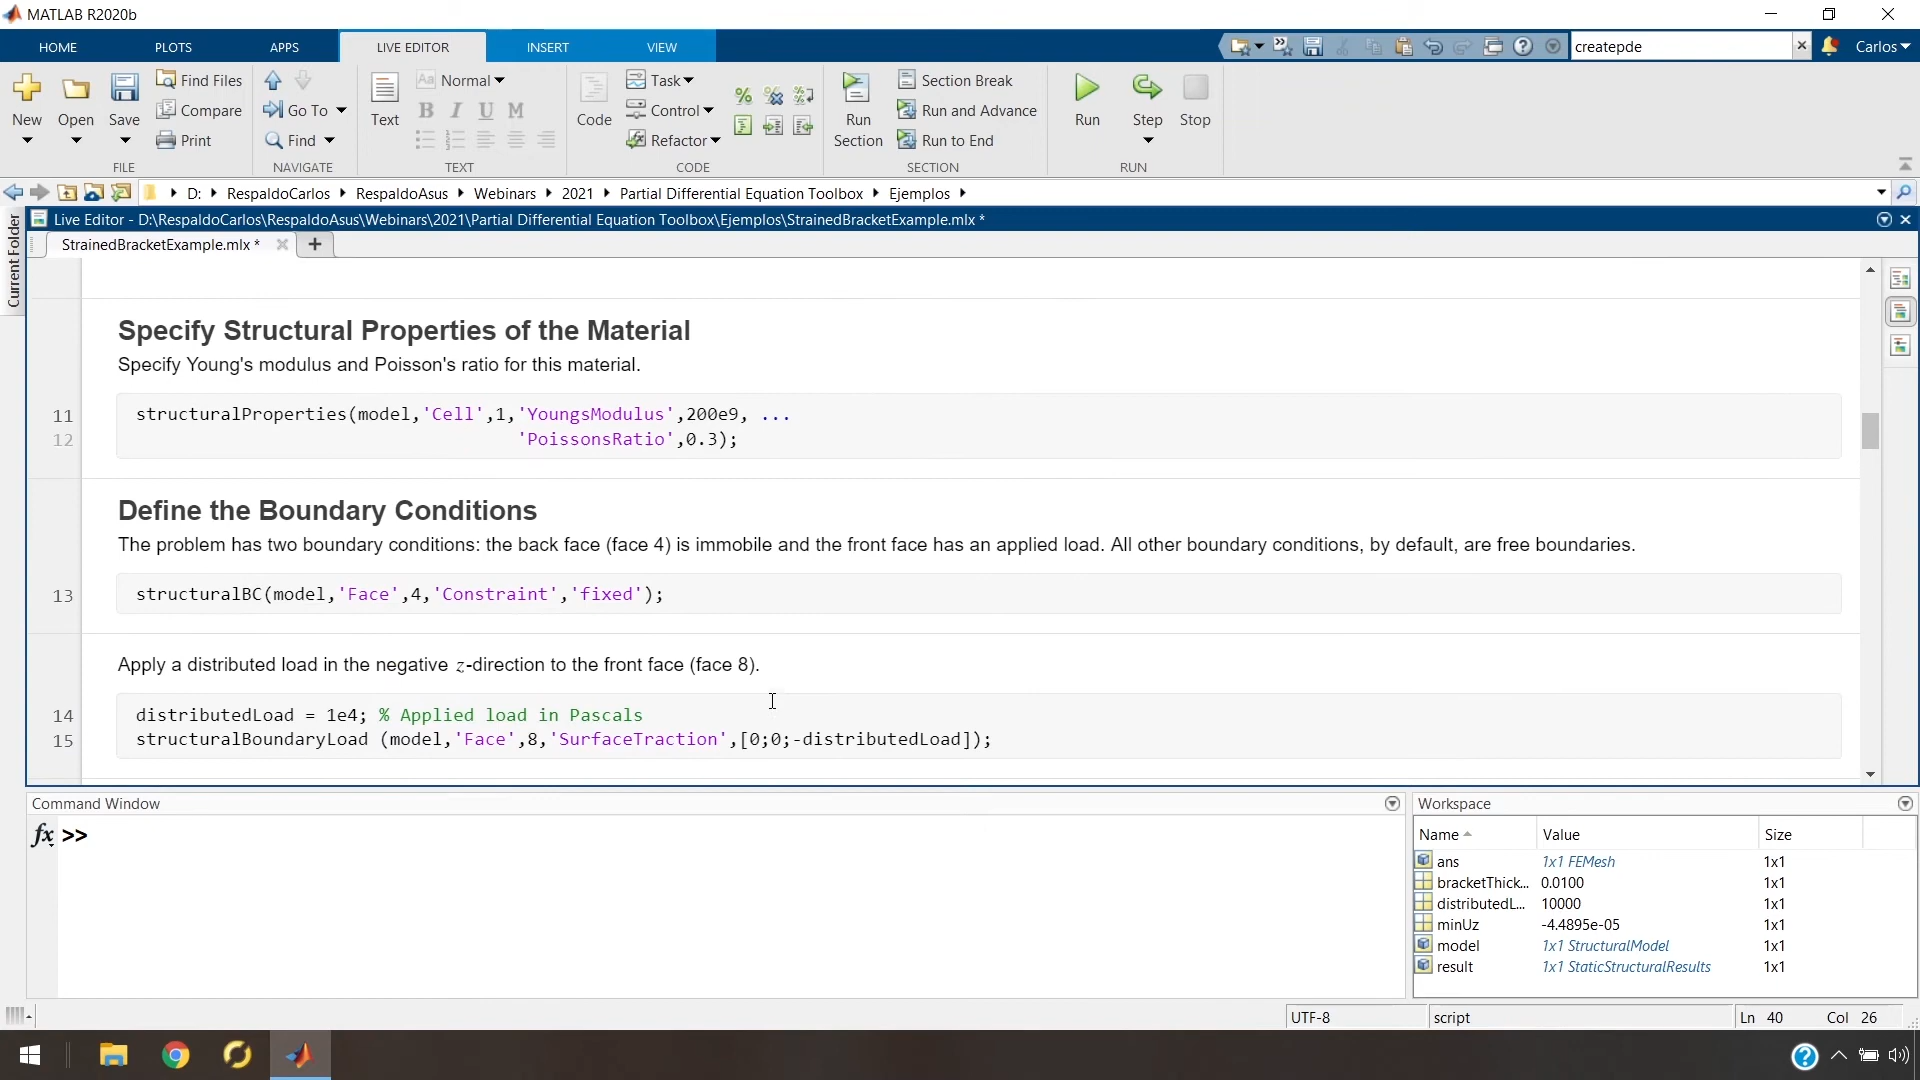 MATLAB R2020b
HOME PLOTS APPS LIVE EDITOR INSERT VIEW createpde Carlos
Find Files Go To Aa Normal Task Section Break
New Open Save Compare Find Text B I U M Code Control Run Section Run and Advance Run Step Stop
Print Refactor Run to End
FILE NAVIGATE TEXT CODE SECTION RUN
D: RespaldoCarlos RespaldoAsus Webinars 2021 Partial Differential Equation Toolbox Ejemplos
Current Folder
Live Editor - D:\RespaldoCarlos\RespaldoAsus\Webinars\2021\Partial Differential Equation Toolbox\Ejemplos\StrainedBracketExample.mlx *
StrainedBracketExample.mlx *
Specify Structural Properties of the Material
Specify Young's modulus and Poisson's ratio for this material.
11 structuralProperties(model,'Cell',1,'YoungsModulus',200e9, ...
12 'PoissonsRatio',0.3);
Define the Boundary Conditions
The problem has two boundary conditions: the back face (face 4) is immobile and the front face has an applied load. All other boundary conditions, by default, are free boundaries.
13 structuralBC(model,'Face',4,'Constraint','fixed');
Apply a distributed load in the negative z-direction to the front face (face 8).
14 distributedLoad = 1e4; % Applied load in Pascals
15 structuralBoundaryLoad (model,'Face',8,'SurfaceTraction',[0;0;-distributedLoad]);
Command Window
fx >>
Workspace
Name Value Size
ans 1x1 FEMesh 1x1
bracketThick... 0.0100 1x1
distributedL... 10000 1x1
minUz -4.4895e-05 1x1
model 1x1 StructuralModel 1x1
result 1x1 StaticStructuralResults 1x1
UTF-8 script Ln 40 Col 26